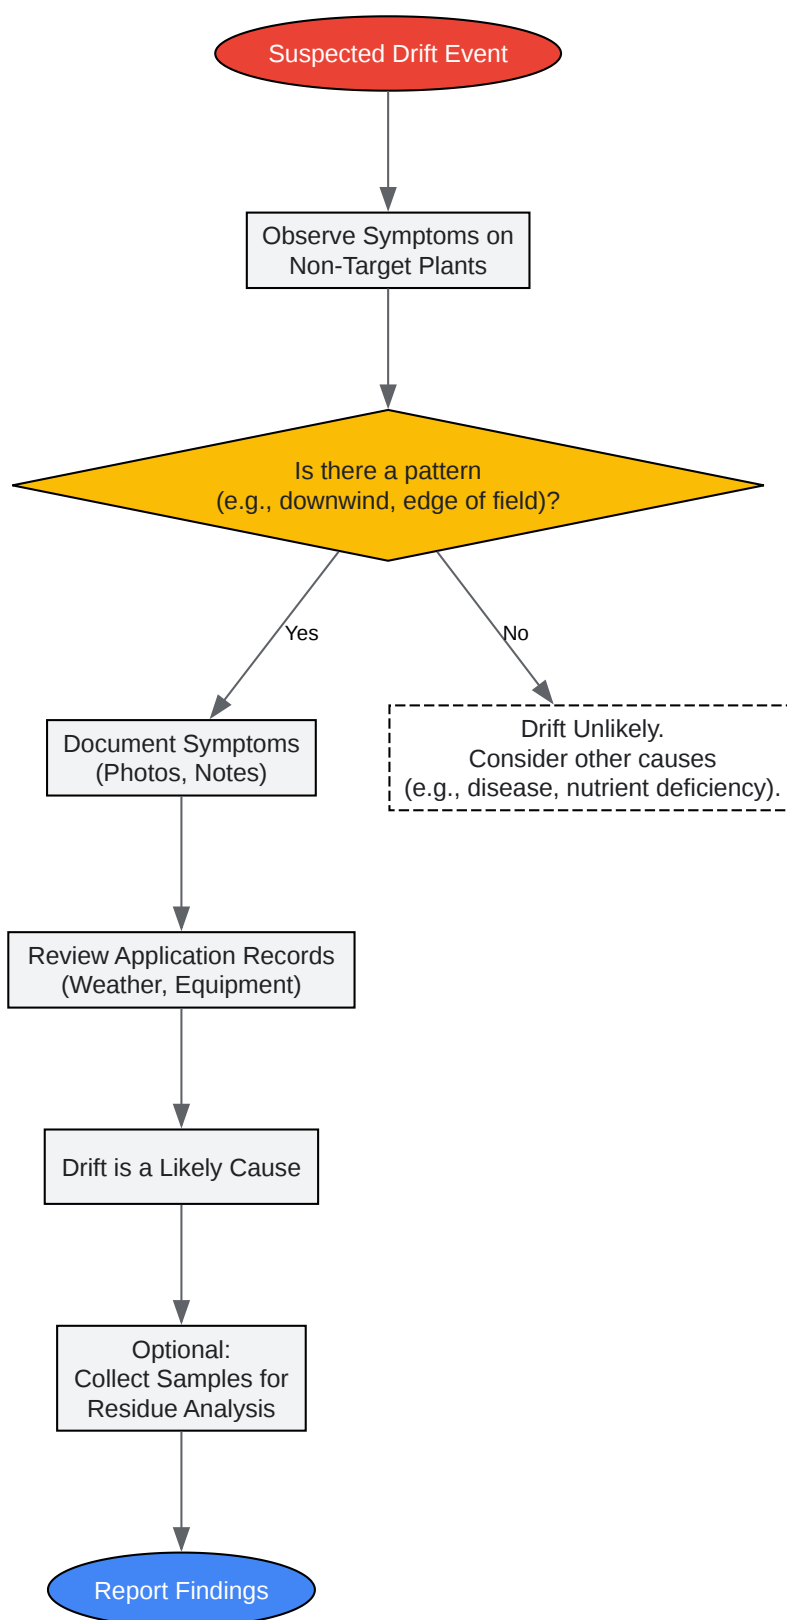 Suspected Drift Event
Observe Symptoms on
Non-Target Plants
Is there a pattern
(e.g., downwind, edge of field)?
Yes
No
Document Symptoms
(Photos, Notes)
Drift Unlikely.
Consider other causes
(e.g., disease, nutrient deficiency).
Review Application Records
(Weather, Equipment)
Drift is a Likely Cause
Optional:
Collect Samples for
Residue Analysis
Report Findings